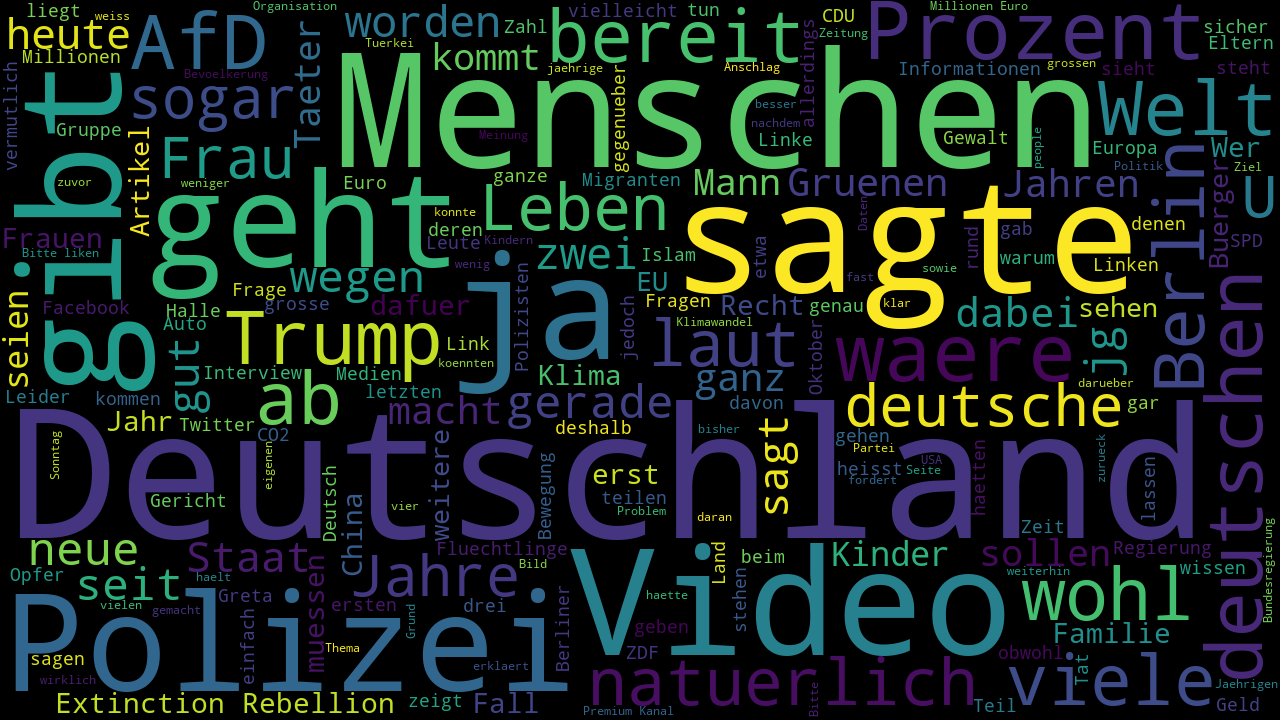 Deutschland
Menschen
Video
Polizei
sagte
geht
gibt
ja
Prozent
bereit
AfD
heute
liegt
weiss
Organisation
worden
Zahl
vielleicht
tun
CDU
Zeitung
Millionen Euro
sicher
Eltern
Millionen
Bevoelkerung
Tuerkei
kommt
jaehrige
Anschlag
allerdings
Informationen
grossen
sieht
steht
vermutlich
Gruppe
sogar
Taeter
gegenueber
besser
nachdem
Linke
Gewalt
people
Welt
Europa
Wer
Politik
Ziel
U
zuvor
Artikel
Frau
weniger
Euro
Meinung
ganze
Migranten
Mann
Gruenen
Jahren
Berlin
Buerger
SPD
Frauen
Bitte liken
Leben
konnte
deren
Leute
Kindern
wenig
zwei
Islam
etwa
Daten
fast
sowie
rund
gab
warum
denen
Linken
seien
Facebook
Halle
Auto
Frage
grosse
wegen
dafuer
Polizisten
EU
Fragen
Recht
genau
klar
dabei
sehen
jg
Trump
Link
koennten
jedoch
Klimawandel
laut
Oktober
waere
Leider
kommen
gut
Interview
Medien
letzten
Klima
ganz
davon
darueber
deutsche
gar
deutschen
Jahr
Twitter
CO2
ab
macht
gerade
deshalb
bisher
sagt
gehen
heisst
Partei
USA
Seite
fordert
haetten
zurueck
lassen
Sonntag
eigenen
Gericht
Deutsch
China
vier
weitere
Bewegung
erst
teilen
Problem
daran
Zeit
neue
Staat
Fluechtlinge
Bild
Land
beim
Kinder
sollen
Regierung
wissen
weiterhin
Bundesregierung
Opfer
seit
haelt
vielen
gemacht
Greta
einfach
muessen
Jahre
ersten
Grund
drei
Berliner
haette
geben
stehen
wohl
Familie
obwohl
Tat
sagen
wirklich
Thema
erklaert
ZDF
natuerlich
Bitte
viele
Teil
Jaehrigen
Geld
Extinction Rebellion
zeigt
Fall
Premium Kanal